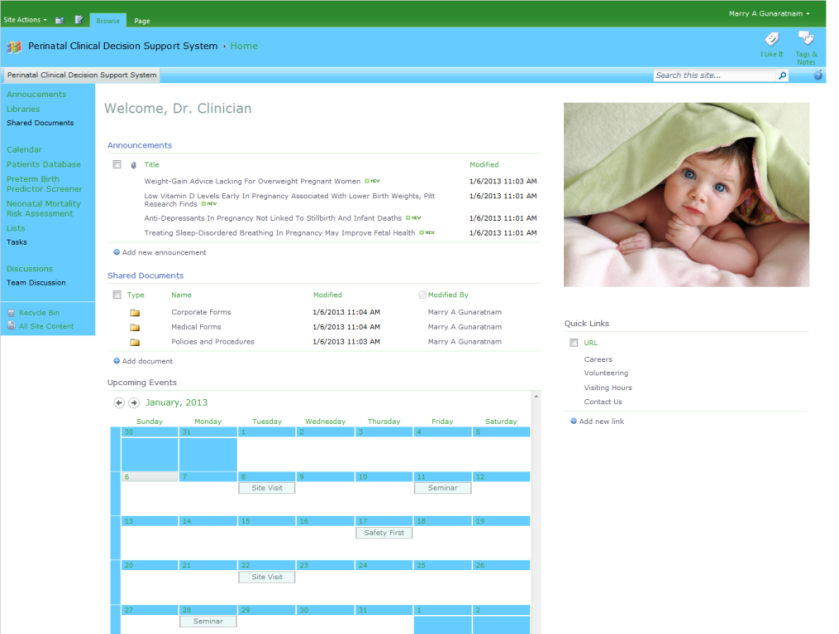 Site Actions Browse Page Marry A Gunaratnam
Perinatal Clinical Decision Support System › Home
I Like It Tags & Notes
Perinatal Clinical Decision Support System Search this site...
Annoucements
Libraries
Shared Documents
Calendar
Patients Database
Preterm Birth
Predictor Screener
Neonatal Mortality
Risk Assessment
Lists
Tasks
Discussions
Team Discussion
Recycle Bin
All Site Content
Welcome, Dr. Clinician
Announcements
Title Modified
Weight-Gain Advice Lacking For Overweight Pregnant Women NEW 1/6/2013 11:03 AM
Low Vitamin D Levels Early In Pregnancy Associated With Lower Birth Weights, Pitt 1/6/2013 11:01 AM
Research Finds NEW
Anti-Depressants In Pregnancy Not Linked To Stillbirth And Infant Deaths NEW 1/6/2013 11:01 AM
Treating Sleep-Disordered Breathing In Pregnancy May Improve Fetal Health NEW 1/6/2013 11:01 AM
Add new announcement
Shared Documents
Type Name Modified Modified By
Corporate Forms 1/6/2013 11:04 AM Marry A Gunaratnam
Medical Forms 1/6/2013 11:04 AM Marry A Gunaratnam
Policies and Procedures 1/6/2013 11:03 AM Marry A Gunaratnam
Add document
Upcoming Events
January, 2013
Sunday Monday Tuesday Wednesday Thursday Friday Saturday
30 31 1 2 3 4 5
6 7 8 9 10 11 12
Site Visit Seminar
13 14 15 16 17 18 19
Safety First
20 21 22 23 24 25 26
Site Visit
27 28 29 30 31 1 2
Seminar
Quick Links
URL
Careers
Volunteering
Visiting Hours
Contact Us
Add new link